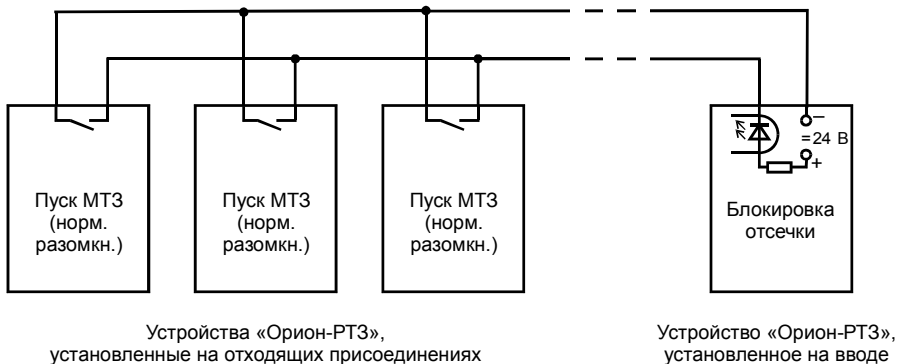 Пуск МТЗ
(норм.
разомкн.)
Пуск МТЗ
(норм.
разомкн.)
Пуск МТЗ
(норм.
разомкн.)
–
=24 В
+
Блокировка
отсечки
Устройства «Орион-РТЗ»,
установленные на отходящих присоединениях
Устройство «Орион-РТЗ»,
установленное на вводе